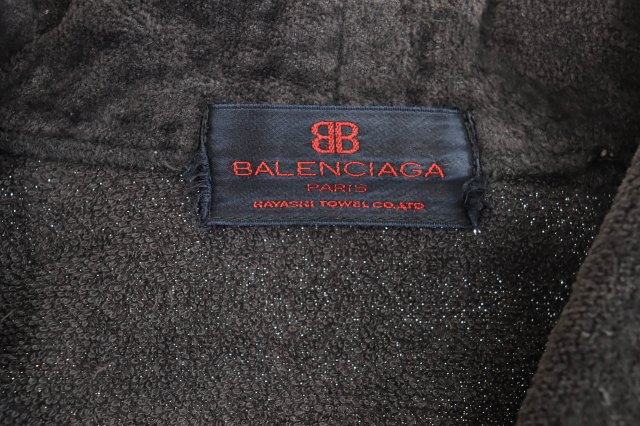 BB
BALENCIAGA
PARIS
HAYASHI TOWEL CO.,LTD